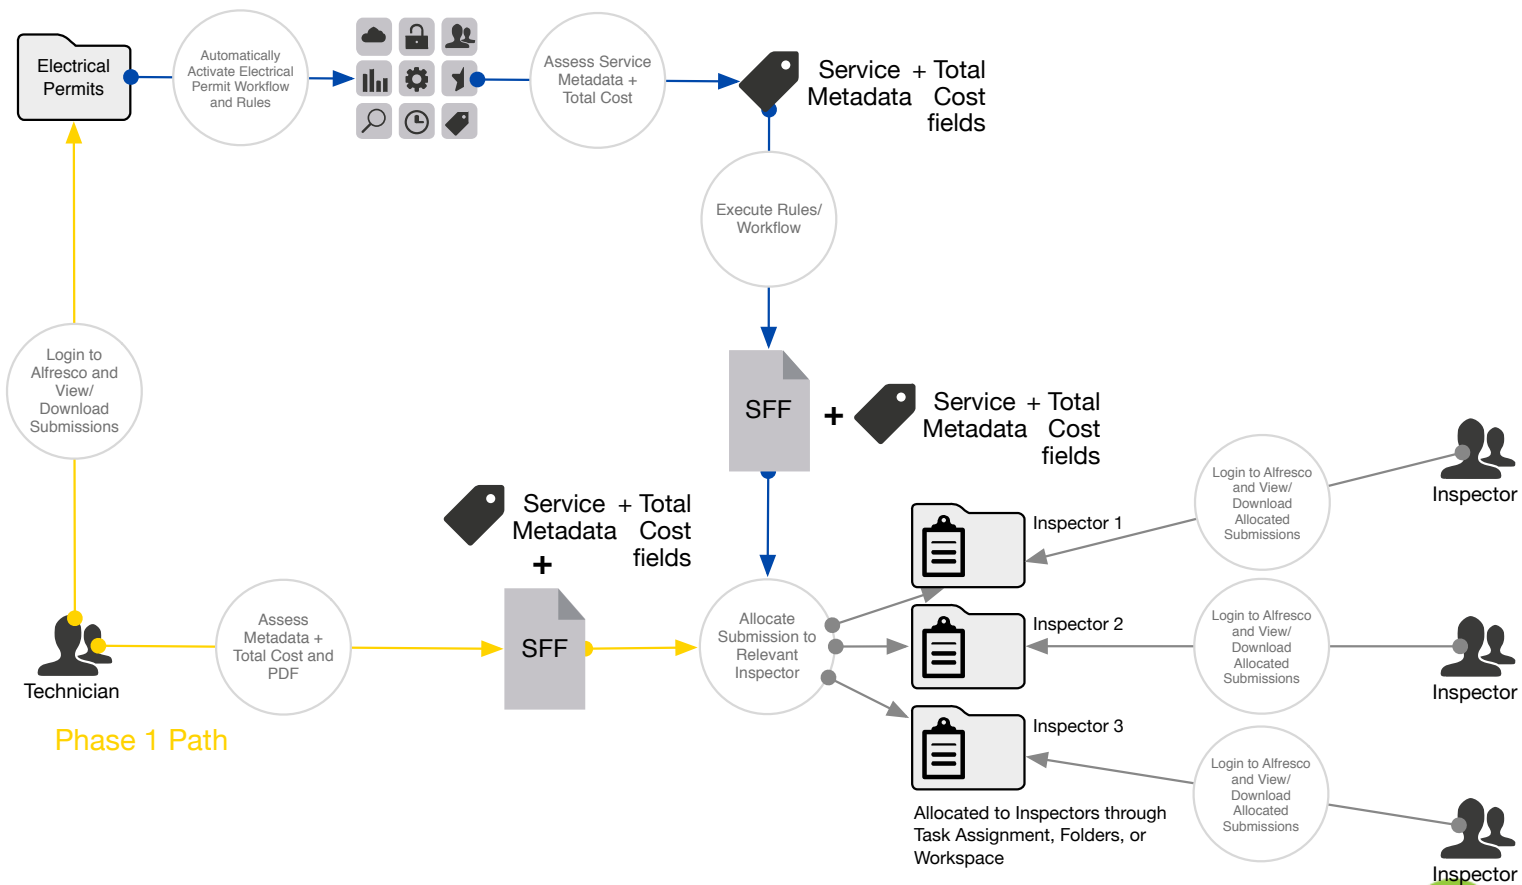 Electrical
Permits
Automatically
Activate Electrical
Permit Workflow
and Rules
Assess Service
Metadata +
Total Cost
Service + Total
Metadata Cost
fields
Execute Rules/
Workflow
Login to
Alfresco and
View/
Download
Submissions
SFF
+
Service + Total
Metadata Cost
fields
Service + Total
Metadata Cost
fields
+
SFF
Technician
Assess
Metadata +
Total Cost and
PDF
Phase 1 Path
Allocate
Submission to
Relevant
Inspector
Inspector 1
Inspector 2
Inspector 3
Allocated to Inspectors through
Task Assignment, Folders, or
Workspace
Login to Alfresco
and View/
Download
Allocated
Submissions
Inspector
Login to Alfresco
and View/
Download
Allocated
Submissions
Inspector
Login to Alfresco
and View/
Download
Allocated
Submissions
Inspector